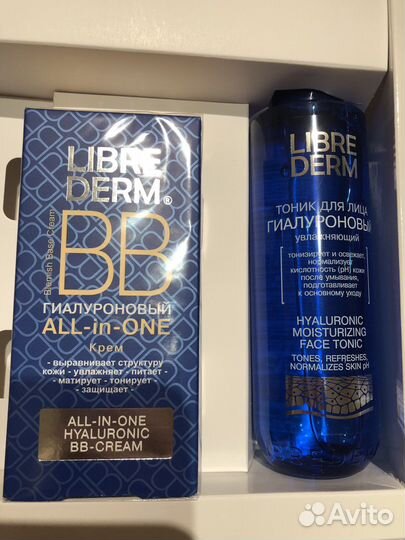 LIBRE
DERM®
BB
Blemish Base Cream
ГИАЛУРОНОВЫЙ
ALL-in-ONE
Крем
- выравнивает структуру
кожи - увлажняет - питает -
- матирует - тонирует -
- защищает -
ALL-IN-ONE
HYALURONIC
BB-CREAM
LIBRE
DERM
ТОНИК ДЛЯ ЛИЦА
ГИАЛУРОНОВЫЙ
увлажняющий
тонизирует и освежает,
нормализует
кислотность (pH) кожи
после умывания,
подготавливает
к основному уходу
HYALURONIC
MOISTURIZING
FACE TONIC
TONES, REFRESHES,
NORMALIZES SKIN pH
Avito